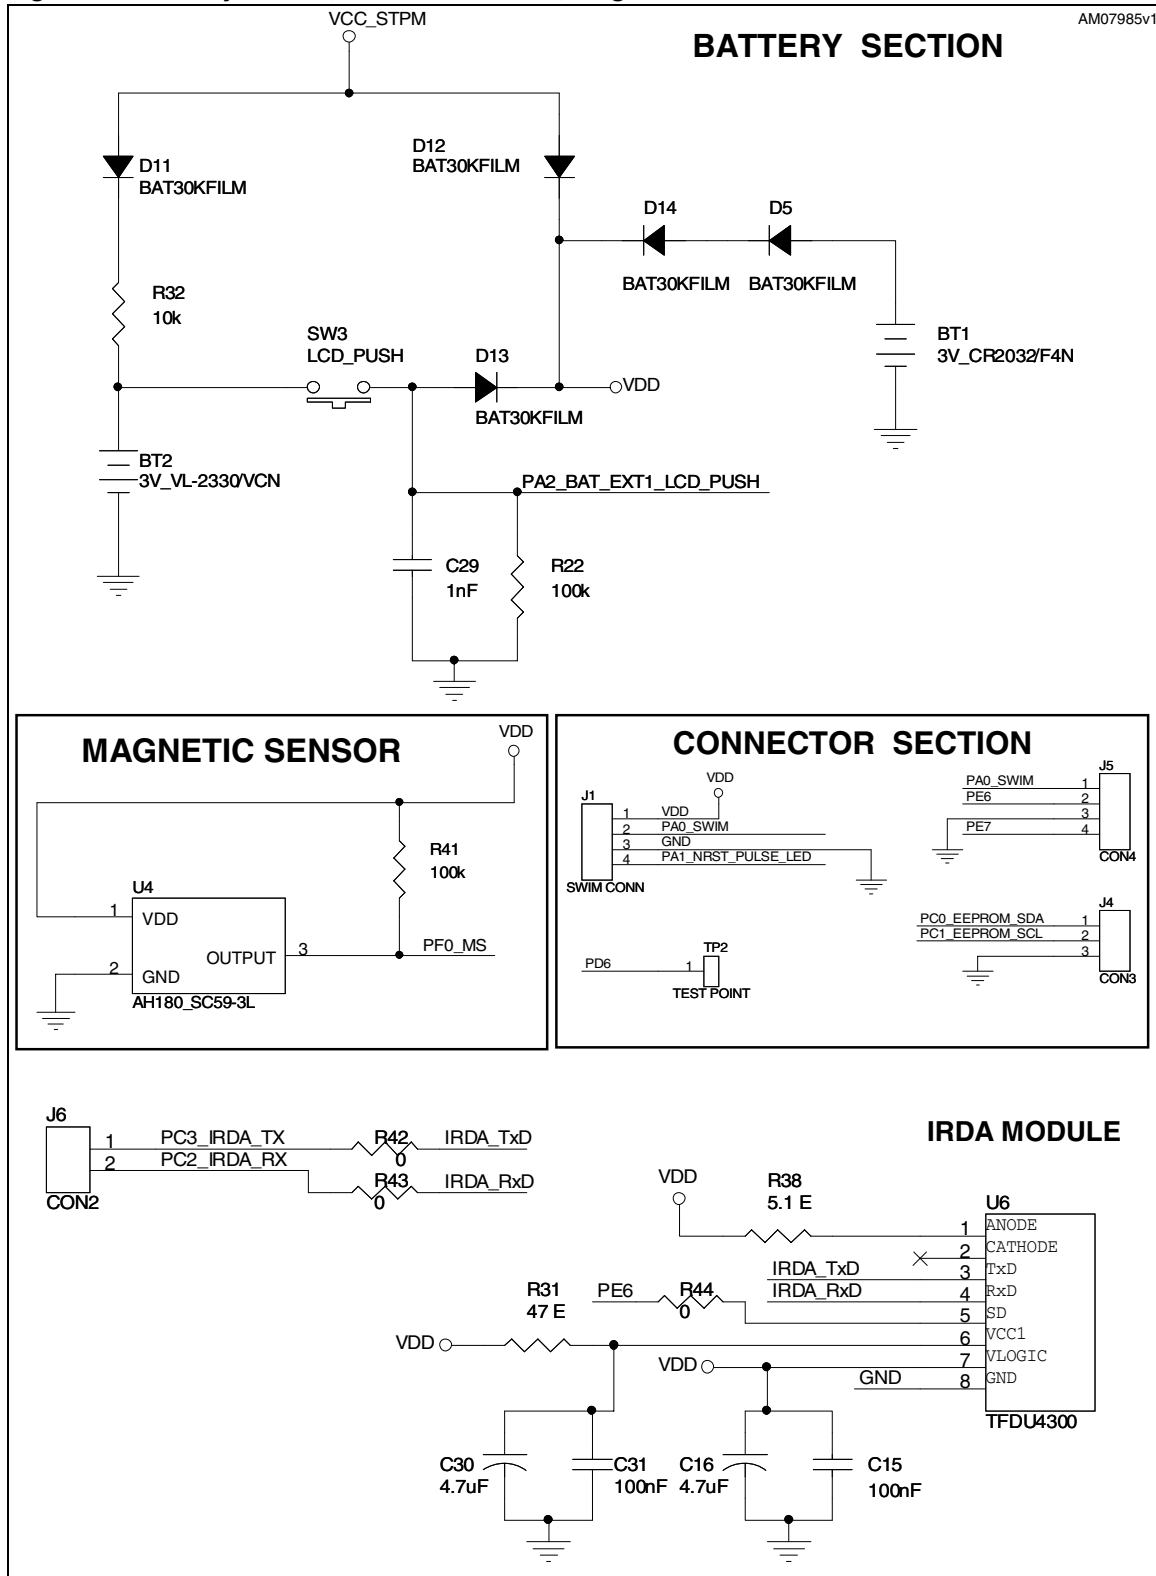 VCC_STPM
AM07985v1
BATTERY SECTION
D11
BAT30KFILM
D12
BAT30KFILM
D14
BAT30KFILM
D5
BAT30KFILM
R32
10k
SW3
LCD_PUSH
D13
BAT30KFILM
VDD
BT1
3V_CR2032/F4N
BT2
3V_VL-2330/VCN
PA2_BAT_EXT1_LCD_PUSH
C29
1nF
R22
100k
MAGNETIC SENSOR
VDD
R41
100k
U4
1
VDD
2
GND
OUTPUT
3
PF0_MS
AH180_SC59-3L
CONNECTOR SECTION
J1
VDD
1 VDD
2 PA0_SWIM
3 GND
4 PA1_NRST_PULSE_LED
SWIM CONN
J5
PA0_SWIM 1
PE6 2
3
PE7 4
CON4
J4
PC0_EEPROM_SDA 1
PC1_EEPROM_SCL 2
3
CON3
TP2
PD6 1
TEST POINT
J6
1 PC3_IRDA_TX R42 IRDA_TxD
0
2 PC2_IRDA_RX R43 IRDA_RxD
0
CON2
IRDA MODULE
VDD
R38
5.1 E
U6
1 ANODE
2 CATHODE
IRDA_TxD 3 TxD
IRDA_RxD 4 RxD
PE6 R44 5 SD
0
R31
47 E
VDD 6 VCC1
VDD 7 VLOGIC
GND 8 GND
TFDU4300
C30
4.7uF
C31
100nF
C16
4.7uF
C15
100nF